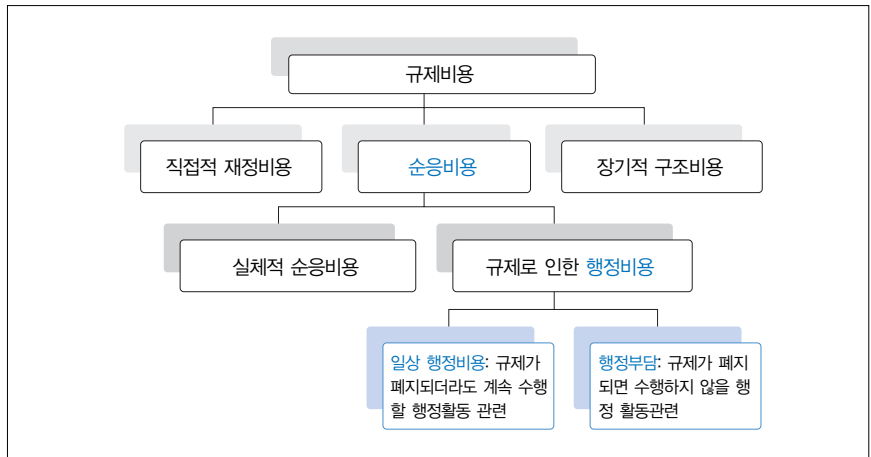 규제비용
직접적 재정비용
순응비용
장기적 구조비용
실체적 순응비용
규제로 인한 행정비용
일상 행정비용: 규제가
폐지되더라도 계속 수행
할 행정활동 관련
행정부담: 규제가 폐지
되면 수행하지 않을 행
정 활동관련